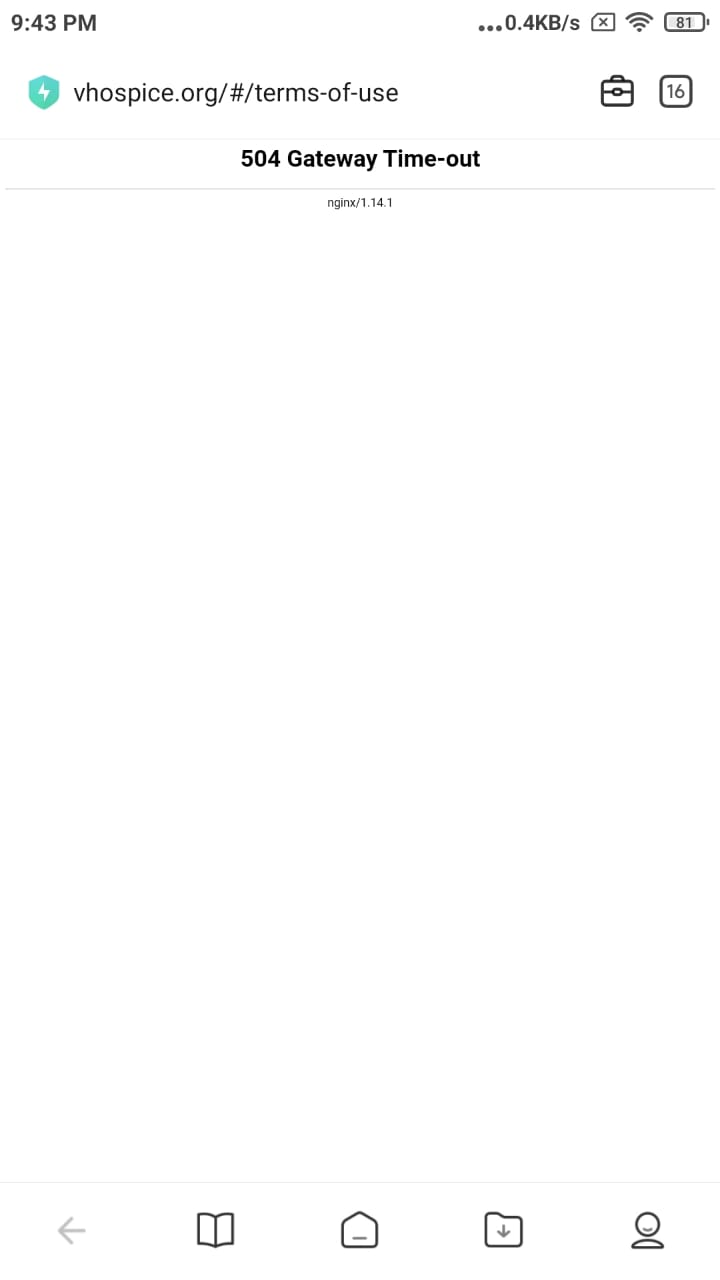 9:43 PM
...0.4KB/s
81
vhospice.org/#/terms-of-use
16
504 Gateway Time-out
nginx/1.14.1